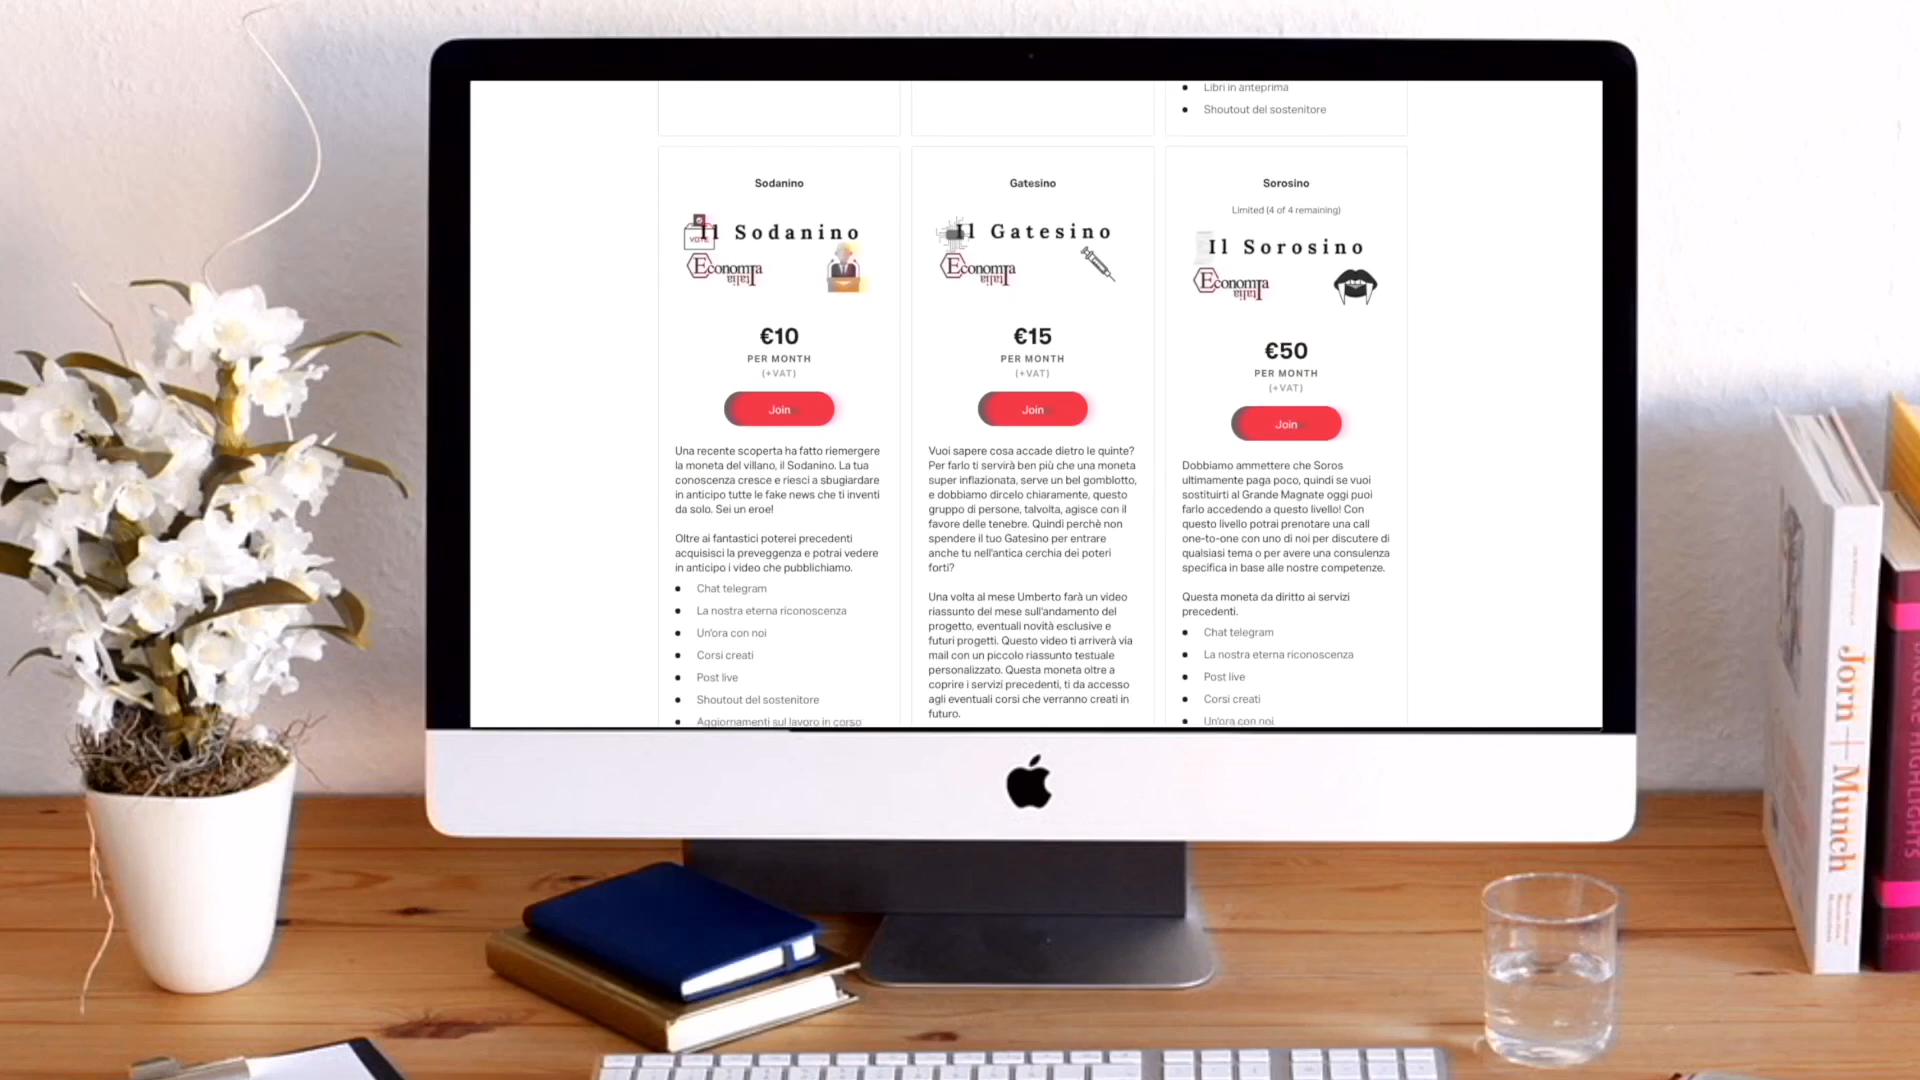 Libri in anteprima
Shoutout del sostenitore
Sodanino
Il Sodanino
VOTE
EconomIa
Italia
€10
PER MONTH
(+VAT)
Join
Una recente scoperta ha fatto riemergere
la moneta del villano, il Sodanino. La tua
conoscenza cresce e riesci a sbugiardare
in anticipo tutte le fake news che ti inventi
da solo. Sei un eroe!
Oltre ai fantastici poterei precedenti
acquisisci la preveggenza e potrai vedere
in anticipo i video che pubblichiamo.
Chat telegram
La nostra eterna riconoscenza
Un'ora con noi
Corsi creati
Post live
Shoutout del sostenitore
Aggiornamenti sul lavoro in corso
Gatesino
Il Gatesino
EconomIa
Italia
€15
PER MONTH
(+VAT)
Join
Vuoi sapere cosa accade dietro le quinte?
Per farlo ti servirà ben più che una moneta
super inflazionata, serve un bel gomblotto,
e dobbiamo dircelo chiaramente, questo
gruppo di persone, talvolta, agisce con il
favore delle tenebre. Quindi perchè non
spendere il tuo Gatesino per entrare
anche tu nell'antica cerchia dei poteri
forti?
Una volta al mese Umberto farà un video
riassunto del mese sull'andamento del
progetto, eventuali novità esclusive e
futuri progetti. Questo video ti arriverà via
mail con un piccolo riassunto testuale
personalizzato. Questa moneta oltre a
coprire i servizi precedenti, ti da accesso
agli eventuali corsi che verranno creati in
futuro.
Sorosino
Limited (4 of 4 remaining)
Il Sorosino
EconomIa
Italia
€50
PER MONTH
(+VAT)
Join
Dobbiamo ammettere che Soros
ultimamente paga poco, quindi se vuoi
sostituirti al Grande Magnate oggi puoi
farlo accedendo a questo livello! Con
questo livello potrai prenotare una call
one-to-one con uno di noi per discutere di
qualsiasi tema o per avere una consulenza
specifica in base alle nostre competenze.
Questa moneta da diritto ai servizi
precedenti.
Chat telegram
La nostra eterna riconoscenza
Post live
Corsi creati
Un'ora con noi
Jorn + Munch
HIGHLIGHTS